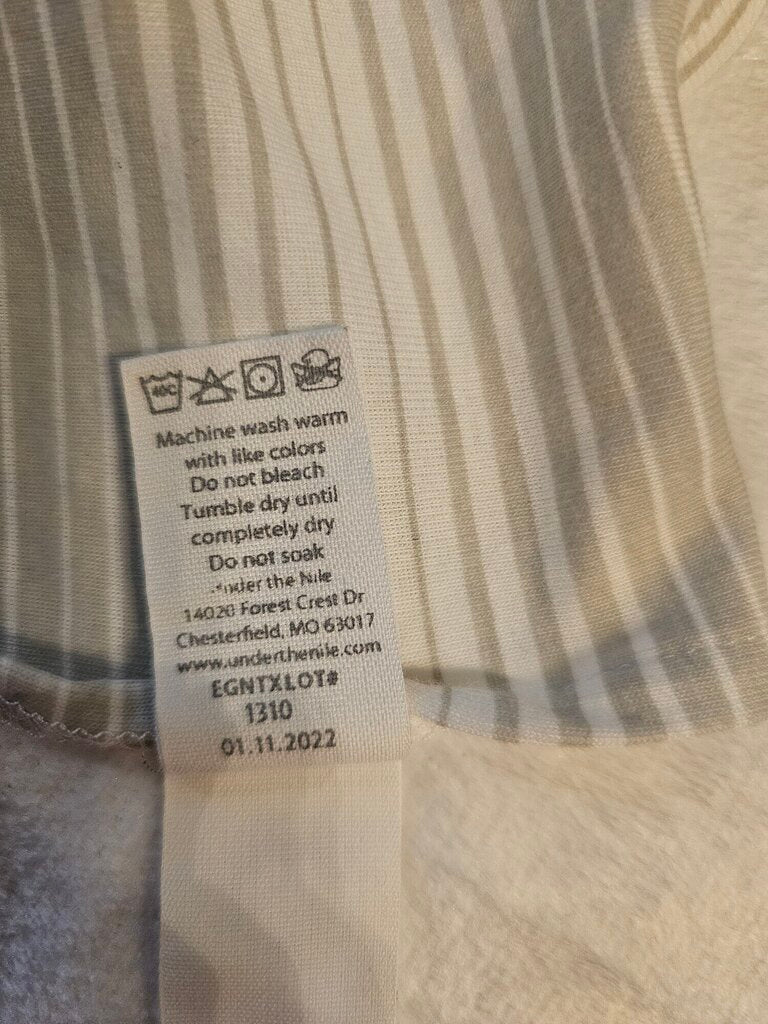 40C
Machine wash warm
with like colors
Do not bleach
Tumble dry until
completely dry
Do not soak
Under the Nile
14020 Forest Crest Dr
Chesterfield, MO 63017
www.underthenile.com
EGNTXLOT#
1310
01.11.2022